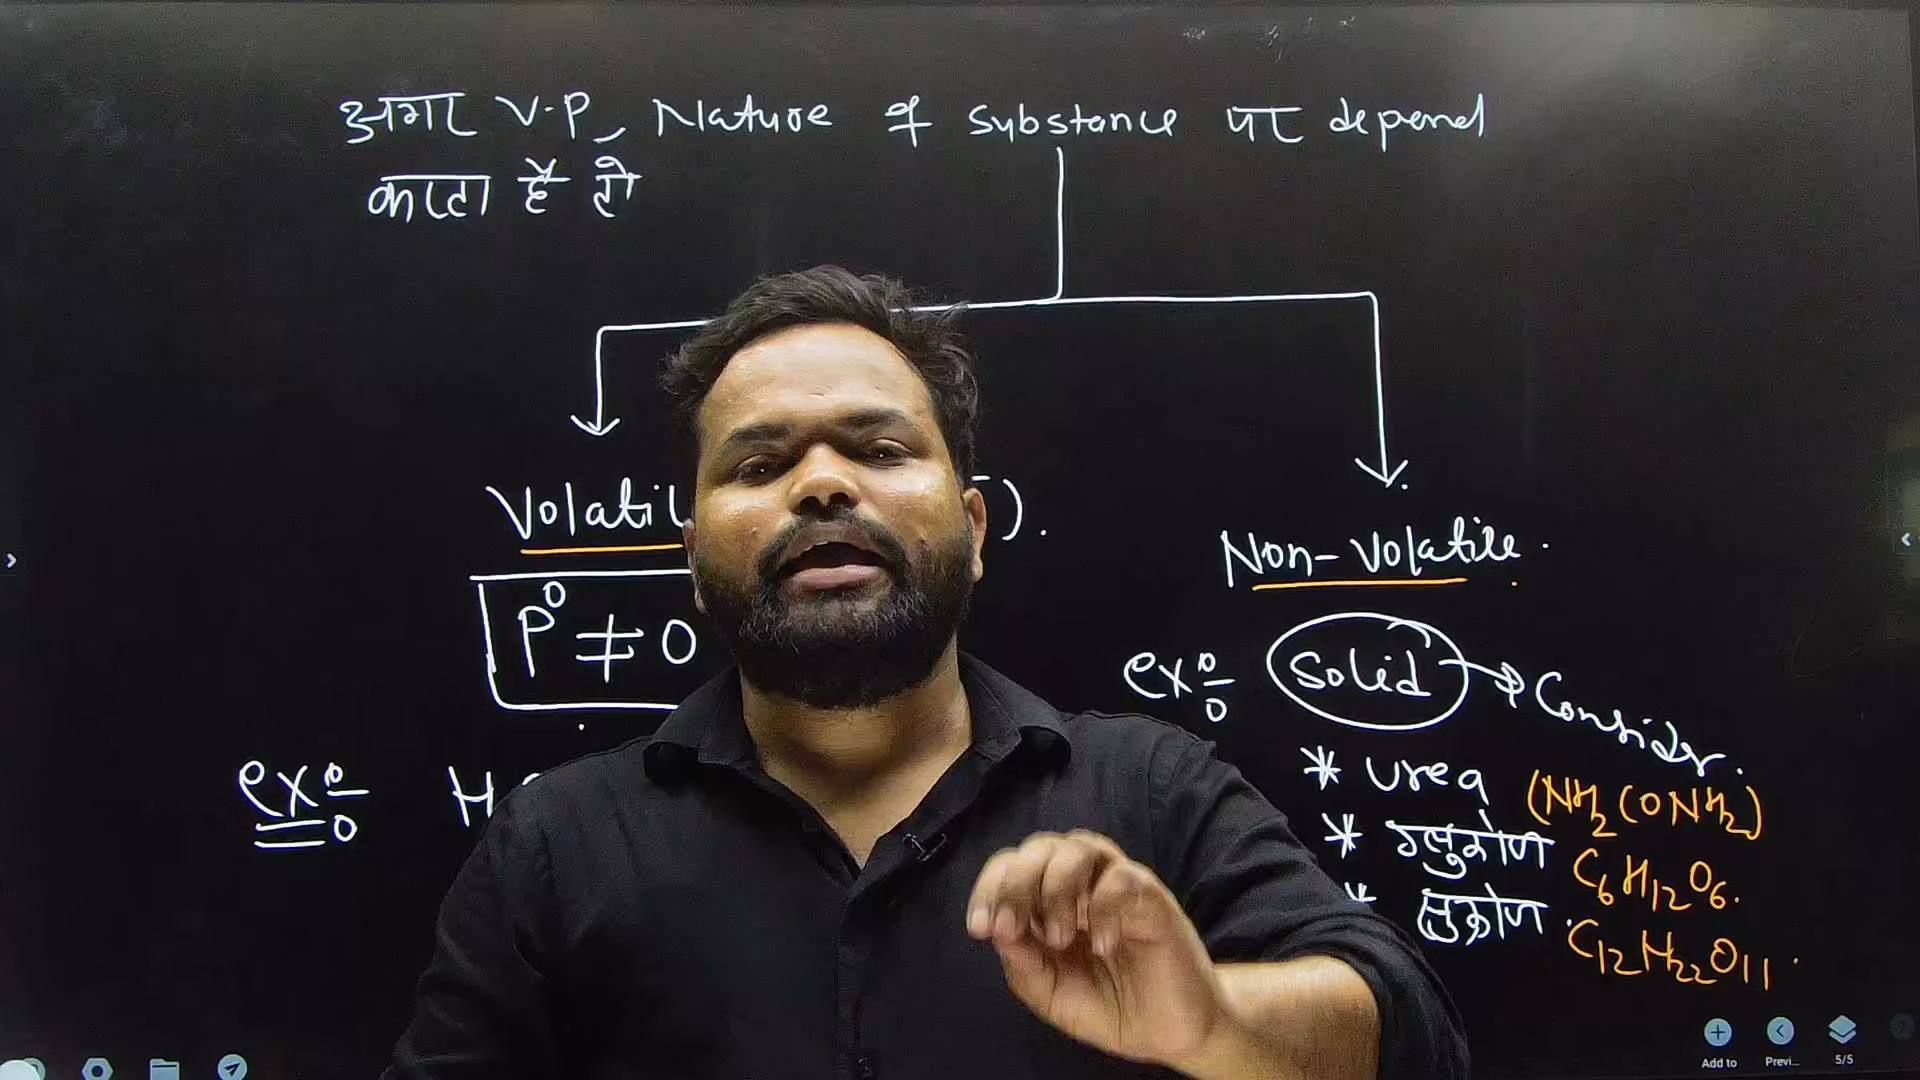 अगर V.P, Nature of substance पर depend
करता है तो
Non-volatile.
P⁰ ≠ 0
ex:
Solid → Consider.
ex:
* urea (NH₂CONH₂)
* ग्लुकोज C₆H₁₂O₆.
* सुक्रोज. C₁₂H₂₂O₁₁.
Add to
Previ...
5/5